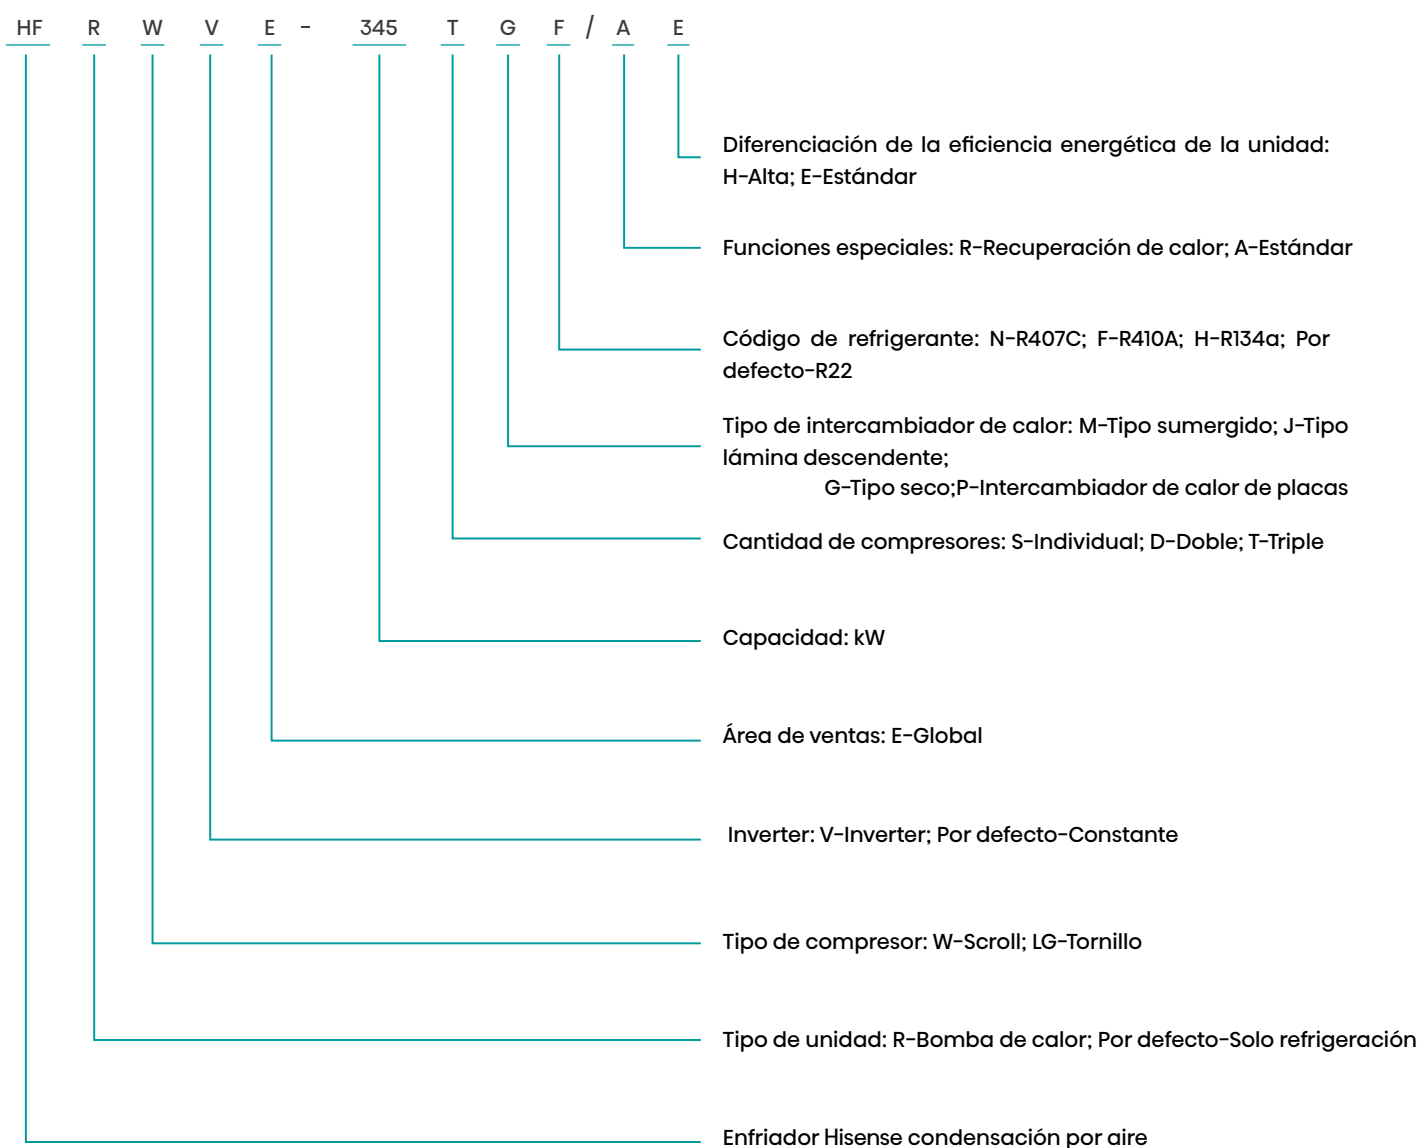 HF R W V E - 345 T G F / A E
Diferenciación de la eficiencia energética de la unidad:
H-Alta; E-Estándar
Funciones especiales: R-Recuperación de calor; A-Estándar
Código de refrigerante: N-R407C; F-R410A; H-R134a; Por
defecto-R22
Tipo de intercambiador de calor: M-Tipo sumergido; J-Tipo
lámina descendente;
G-Tipo seco;P-Intercambiador de calor de placas
Cantidad de compresores: S-Individual; D-Doble; T-Triple
Capacidad: kW
Área de ventas: E-Global
Inverter: V-Inverter; Por defecto-Constante
Tipo de compresor: W-Scroll; LG-Tornillo
Tipo de unidad: R-Bomba de calor; Por defecto-Solo refrigeración
Enfriador Hisense condensación por aire